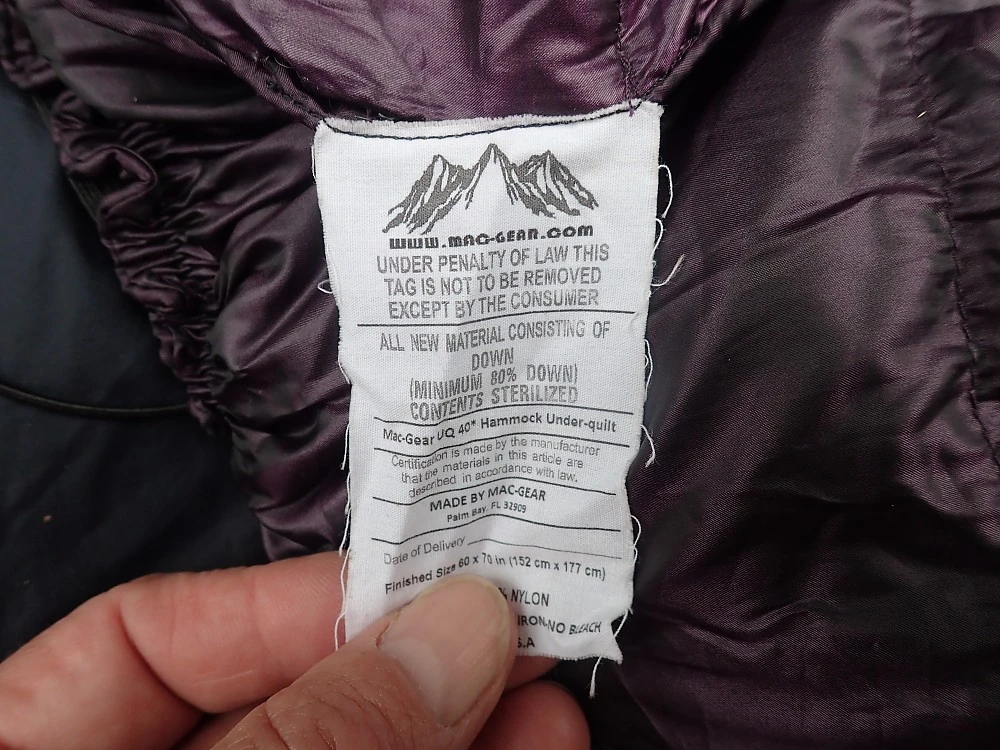 WWW.MAC-GEAR.COM
UNDER PENALTY OF LAW THIS
TAG IS NOT TO BE REMOVED
EXCEPT BY THE CONSUMER
ALL NEW MATERIAL CONSISTING OF
DOWN
(MINIMUM 80% DOWN)
CONTENTS STERILIZED
Mac-Gear UQ 40* Hammock Under-quilt
Certification is made by the manufacturer
that the materials in this article are
described in accordance with law.
MADE BY MAC-GEAR
Palm Bay, FL 32909
Date of Delivery
Finished Size 60 x 70 in (152 cm x 177 cm)
% NYLON
IRON-NO BLEACH
S.A